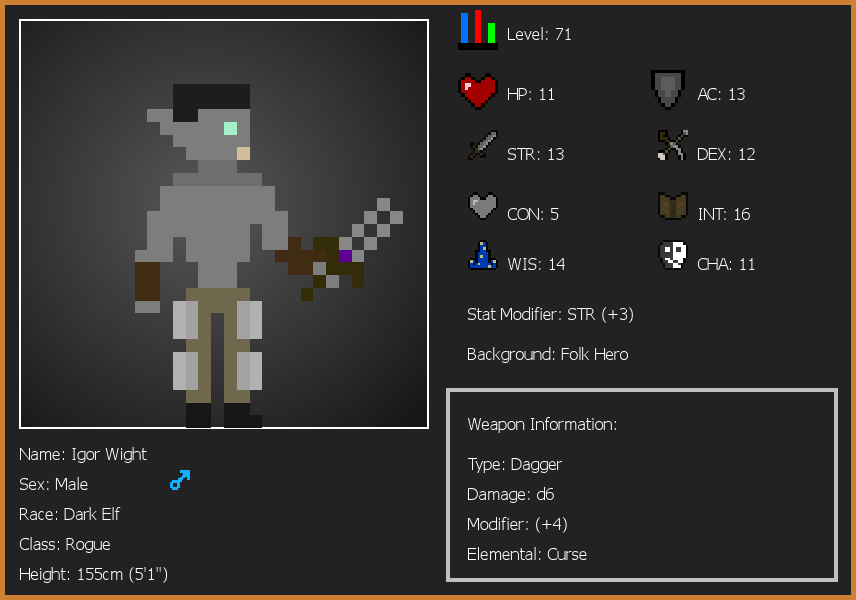 Level: 71
HP: 11
AC: 13
STR: 13
DEX: 12
CON: 5
INT: 16
WIS: 14
CHA: 11
Stat Modifier: STR (+3)
Background: Folk Hero
Weapon Information:
Type: Dagger
Damage: d6
Modifier: (+4)
Elemental: Curse
Name: Igor Wight
Sex: Male
Race: Dark Elf
Class: Rogue
Height: 155cm (5'1")